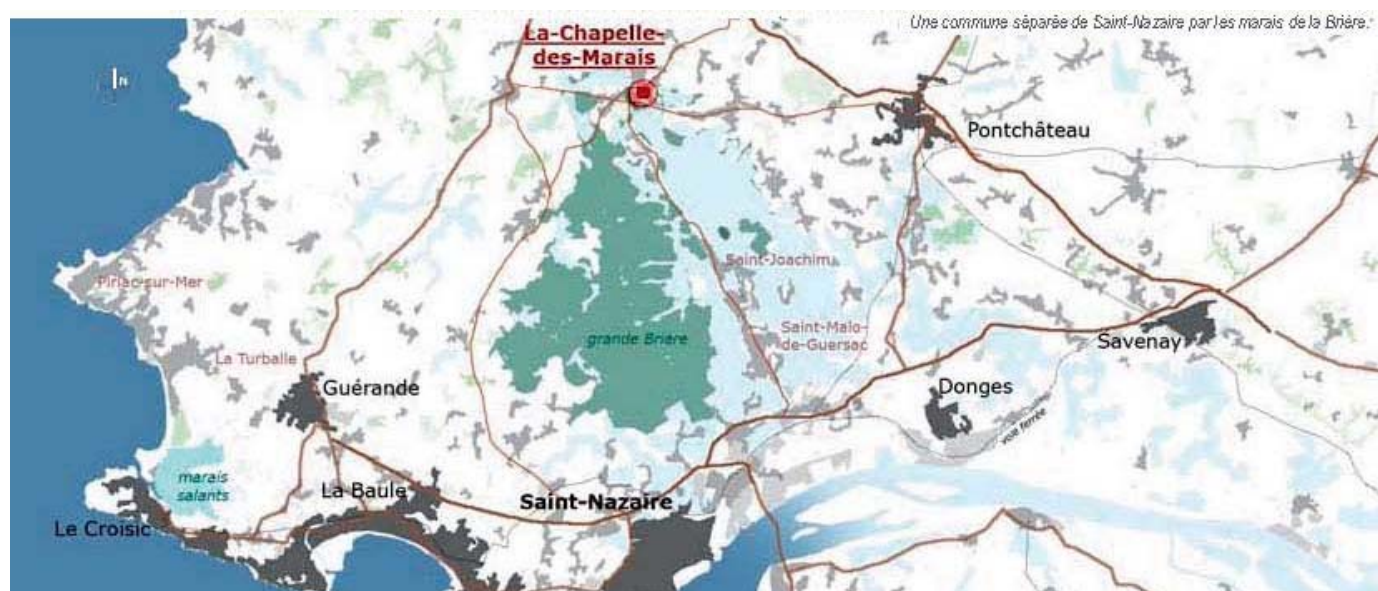 Une commune séparée de Saint-Nazaire par les marais de la Brière.
La-Chapelle-
des-Marais
N
Pontchâteau
Saint-Joachim
Piriac-sur-Mer
Saint-Malo-
de-Guersac
grande Brière
Savenay
La Turballe
Guérande
Donges
voie ferrée
marais
salants
La Baule
Saint-Nazaire
Le Croisic